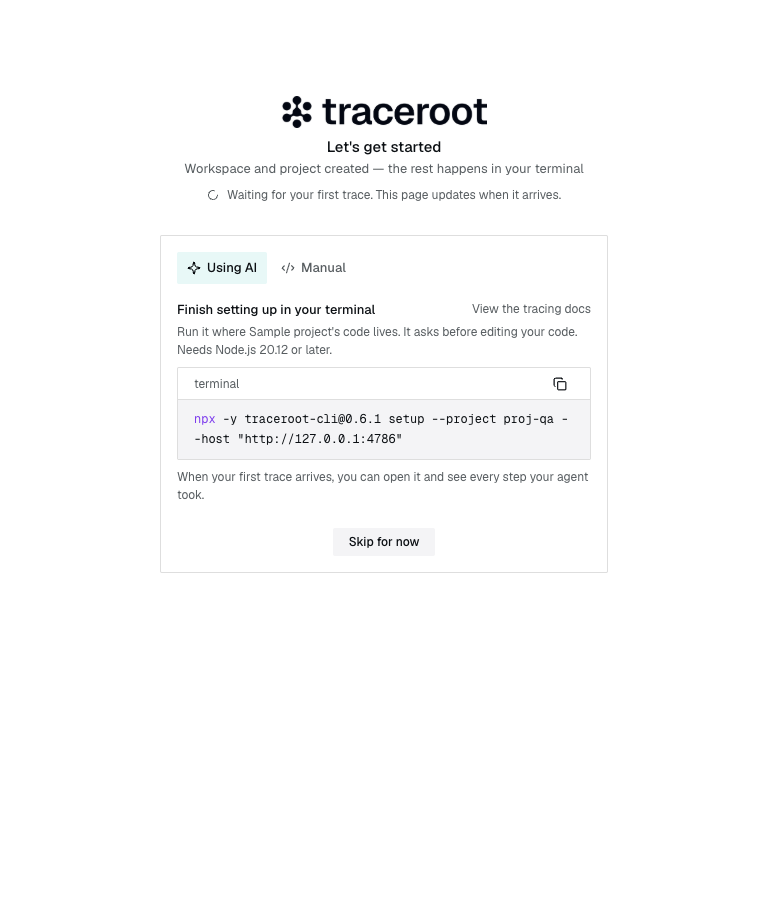 traceroot
Let's get started
Workspace and project created — the rest happens in your terminal
Waiting for your first trace. This page updates when it arrives.
Using AI
Manual
Finish setting up in your terminal
View the tracing docs
Run it where Sample project's code lives. It asks before editing your code.
Needs Node.js 20.12 or later.
terminal
npx -y traceroot-cli@0.6.1 setup --project proj-qa -
-host "http://127.0.0.1:4786"
When your first trace arrives, you can open it and see every step your agent
took.
Skip for now